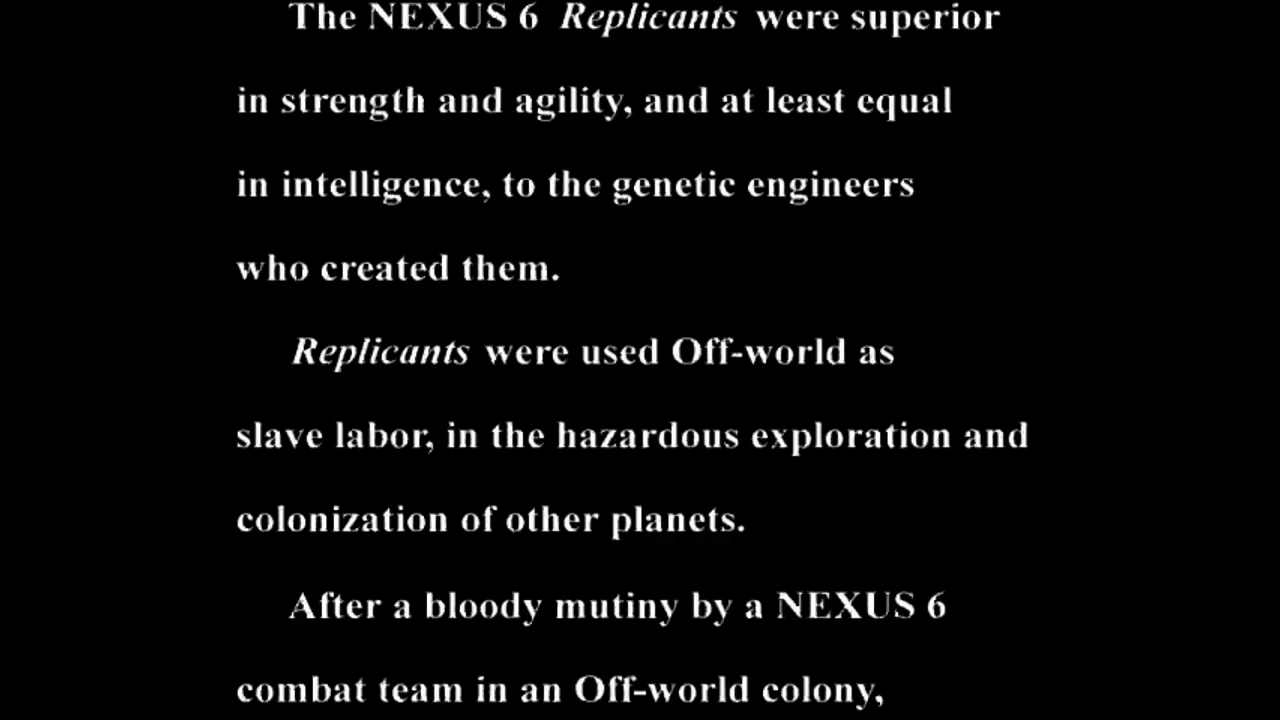 The NEXUS 6 Replicants were superior
in strength and agility, and at least equal
in intelligence, to the genetic engineers
who created them.
Replicants were used Off-world as
slave labor, in the hazardous exploration and
colonization of other planets.
After a bloody mutiny by a NEXUS 6
combat team in an Off-world colony,